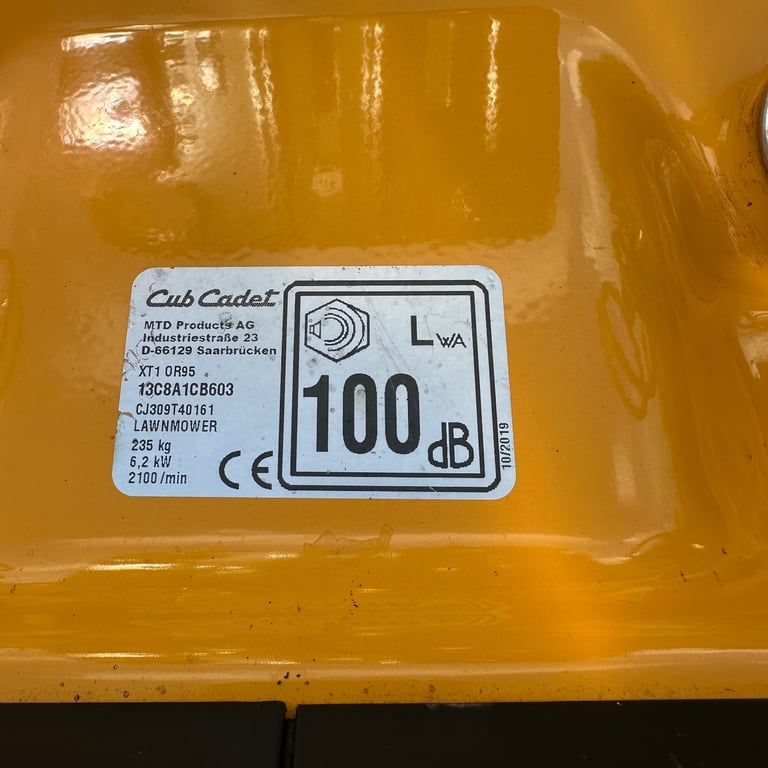 Cub Cadet
MTD Products AG
Industriestraße 23
D-66129 Saarbrücken
XT1 OR95
13C8A1CB603
CJ309T40161
LAWNMOWER
235 kg
6,2 kW
2100 /min
CE
LWA
100
dB
10/2019